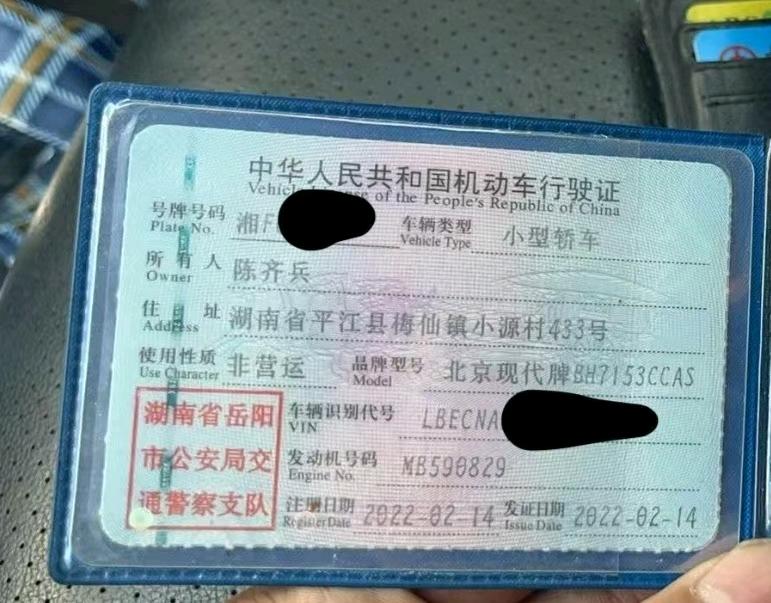 中华人民共和国机动车行驶证
Vehicle License of the People's Republic of China
号牌号码 湘F 车辆类型 小型轿车
Plate No. Vehicle Type
所有人 陈齐兵
Owner
住址 湖南省平江县梅仙镇小源村433号
Address
使用性质 非营运 品牌型号 北京现代牌BH7153CCAS
Use Character Model
湖南省岳阳
市公安局交
通警察支队
车辆识别代号 LBECNA
VIN
发动机号码 MB590829
Engine No.
注册日期 2022-02-14 发证日期 2022-02-14
Register Date Issue Date